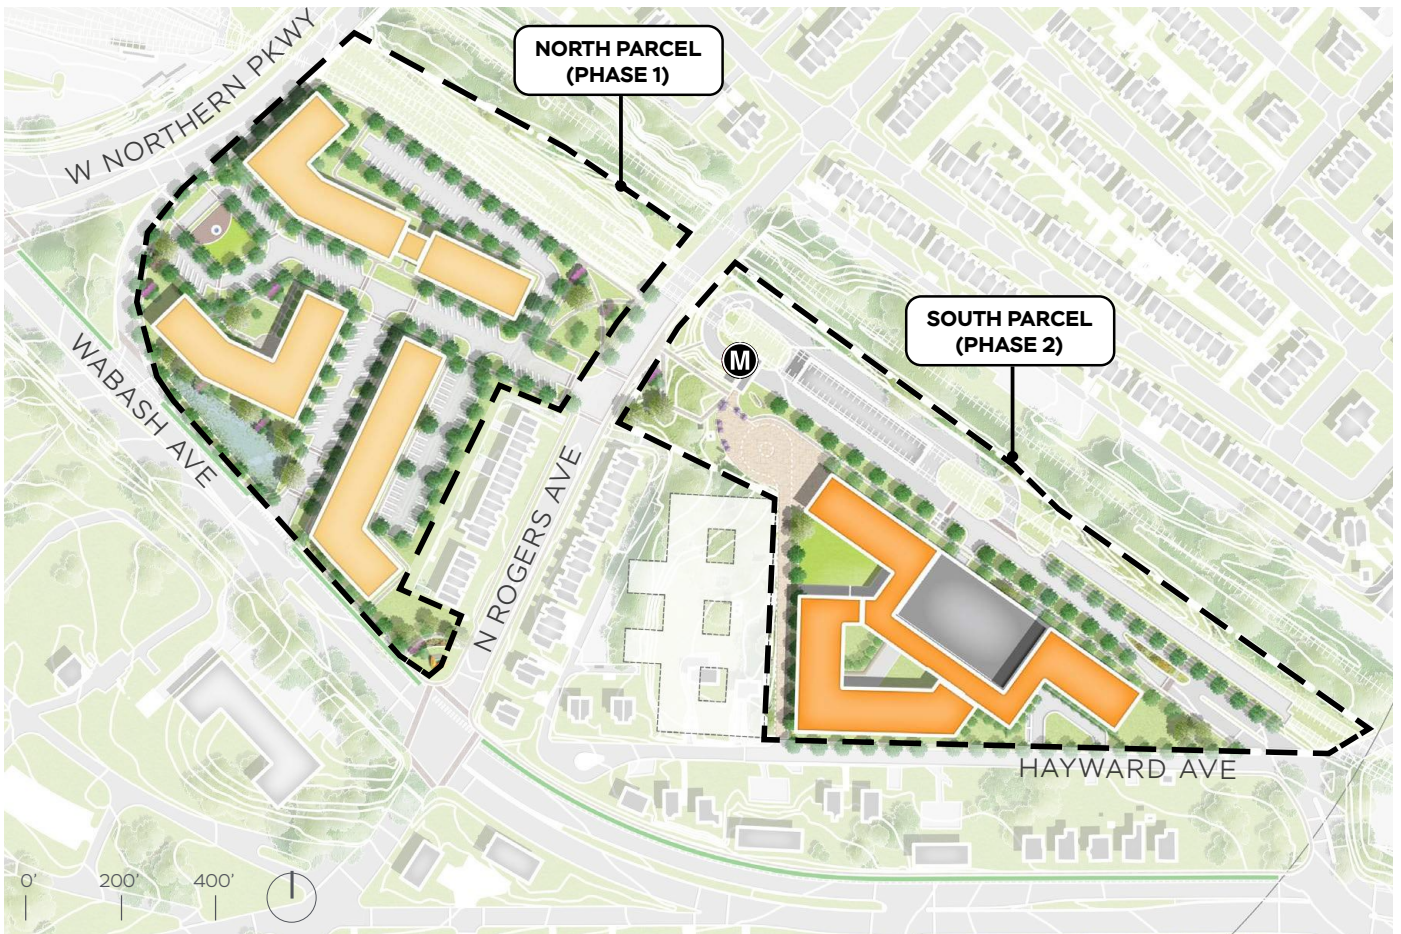 W NORTHERN PKWY
NORTH PARCEL
(PHASE 1)
SOUTH PARCEL
(PHASE 2)
M
WABASH AVE
N ROGERS AVE
HAYWARD AVE
0' 200' 400'